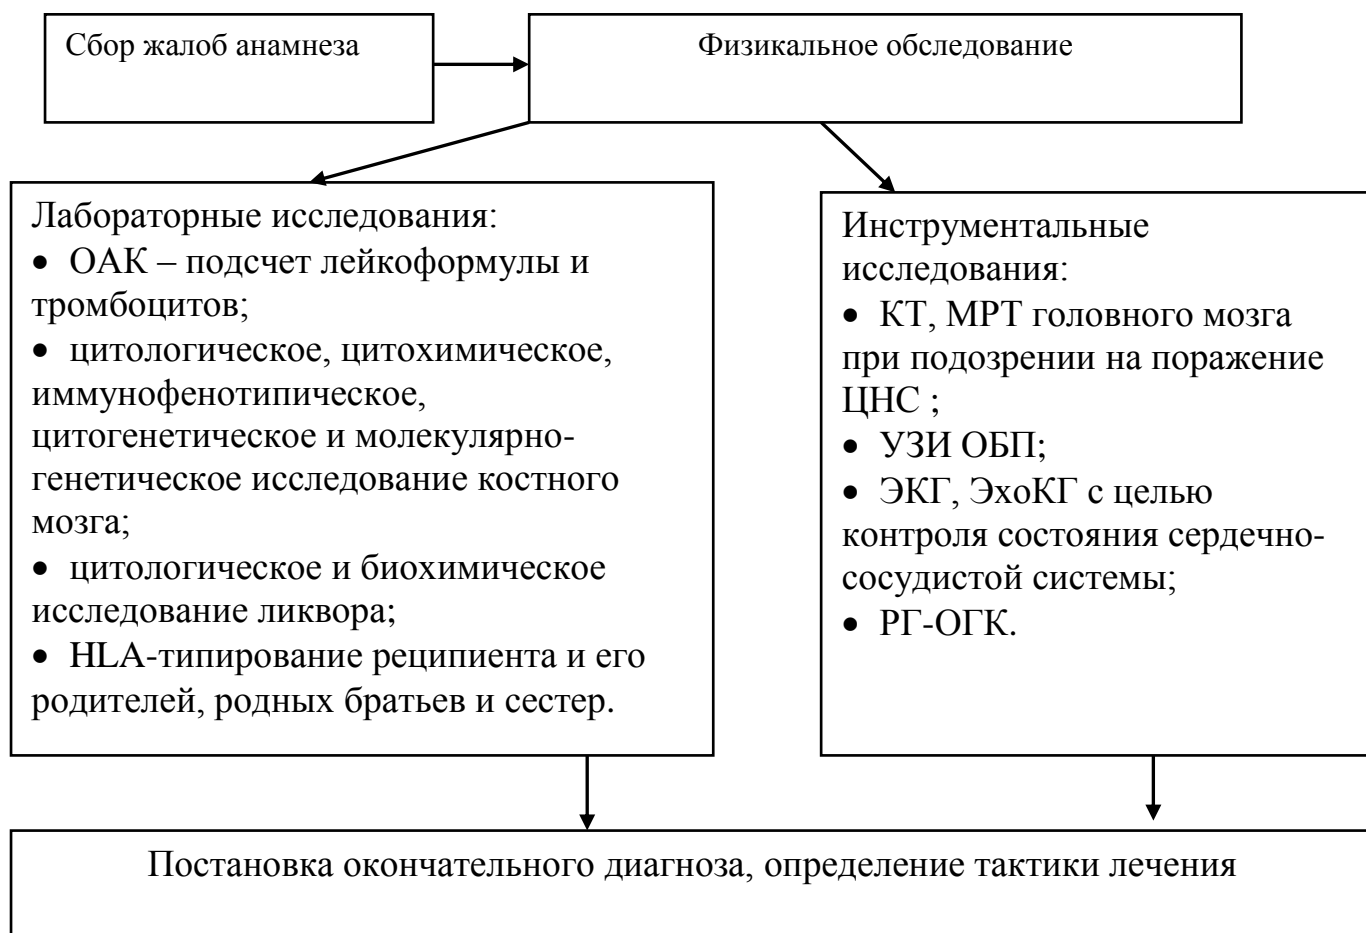 Сбор жалоб анамнеза
Физикальное обследование
Лабораторные исследования:
• ОАК – подсчет лейкоформулы и
тромбоцитов;
• цитологическое, цитохимическое,
иммунофенотипическое,
цитогенетическое и молекулярно-
генетическое исследование костного
мозга;
• цитологическое и биохимическое
исследование ликвора;
• HLA-типирование реципиента и его
родителей, родных братьев и сестер.
Инструментальные
исследования:
• КТ, МРТ головного мозга
при подозрении на поражение
ЦНС ;
• УЗИ ОБП;
• ЭКГ, ЭхоКГ с целью
контроля состояния сердечно-
сосудистой системы;
• РГ-ОГК.
Постановка окончательного диагноза, определение тактики лечения